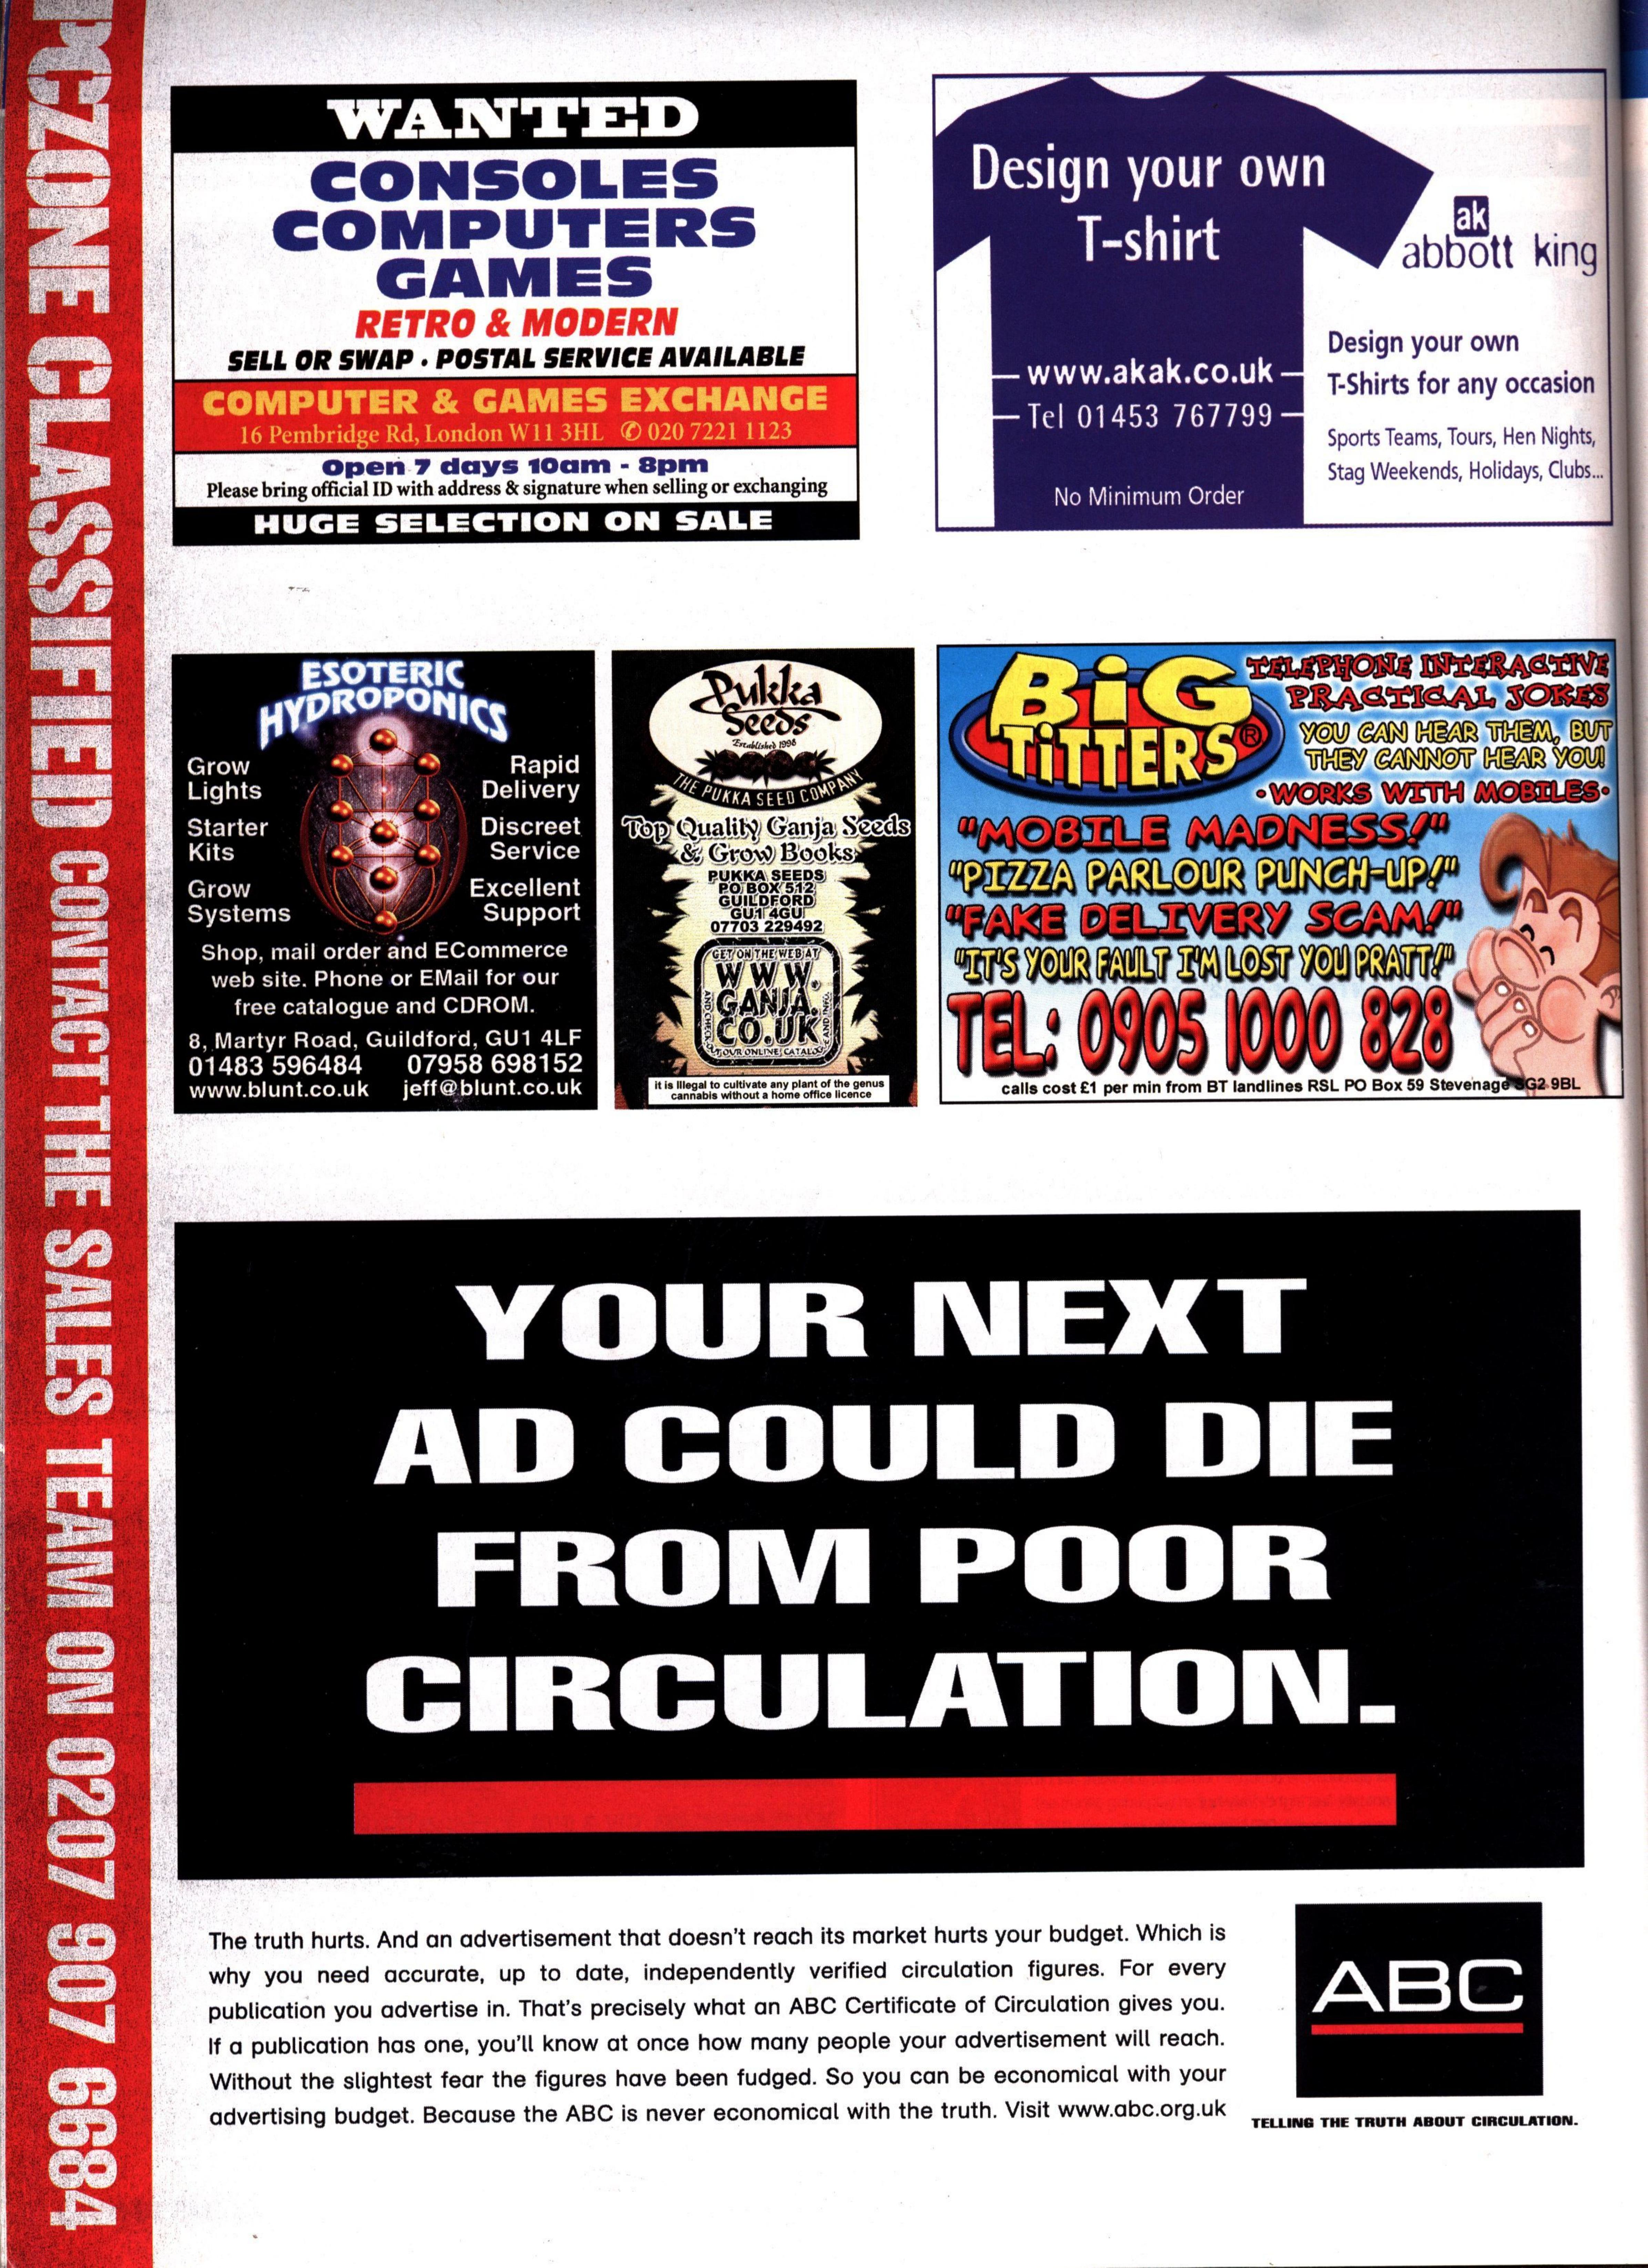 PCZONE CLASSIFIED CONTACT THE SALES TEAM ON 0207 907 6684
WANTED
CONSOLES
COMPUTERS
GAMES
RETRO & MODERN
SELL OR SWAP • POSTAL SERVICE AVAILABLE
COMPUTER & GAMES EXCHANGE
16 Pembridge Rd, London W11 3HL ✆ 020 7221 1123
Open 7 days 10am - 8pm
Please bring official ID with address & signature when selling or exchanging
HUGE SELECTION ON SALE
Design your own
T-shirt
www.akak.co.uk
Tel 01453 767799
No Minimum Order
ak
abbott king
Design your own
T-Shirts for any occasion
Sports Teams, Tours, Hen Nights,
Stag Weekends, Holidays, Clubs...
ESOTERIC
HYDROPONICS
Grow
Lights
Starter
Kits
Grow
Systems
Rapid
Delivery
Discreet
Service
Excellent
Support
Shop, mail order and ECommerce
web site. Phone or EMail for our
free catalogue and CDROM.
8, Martyr Road, Guildford, GU1 4LF
01483 596484 07958 698152
www.blunt.co.uk jeff@blunt.co.uk
Pukka
Seeds
Established 1996
THE PUKKA SEED COMPANY
Top Quality Ganja Seeds
& Grow Books
PUKKA SEEDS
PO BOX 512
GUILDFORD
GU1 4GU
07703 229492
GET ON THE WEB AT
WWW.
GANJA.
CO.UK
AND CHECK OUR ONLINE CATALOG
it is Illegal to cultivate any plant of the genus
cannabis without a home office licence
BiG
TiTTERS®
TELEPHONE INTERACTIVE
PRACTICAL JOKES
YOU CAN HEAR THEM, BUT
THEY CANNOT HEAR YOU!
•WORKS WITH MOBILES•
"MOBILE MADNESS!"
"PIZZA PARLOUR PUNCH-UP!"
"FAKE DELIVERY SCAM!"
"IT'S YOUR FAULT I'M LOST YOU PRATT!"
TEL: 0905 1000 828
calls cost £1 per min from BT landlines RSL PO Box 59 Stevenage SG2 9BL
YOUR NEXT
AD COULD DIE
FROM POOR
CIRCULATION.
The truth hurts. And an advertisement that doesn't reach its market hurts your budget. Which is
why you need accurate, up to date, independently verified circulation figures. For every
publication you advertise in. That's precisely what an ABC Certificate of Circulation gives you.
If a publication has one, you'll know at once how many people your advertisement will reach.
Without the slightest fear the figures have been fudged. So you can be economical with your
advertising budget. Because the ABC is never economical with the truth. Visit www.abc.org.uk
ABC
TELLING THE TRUTH ABOUT CIRCULATION.